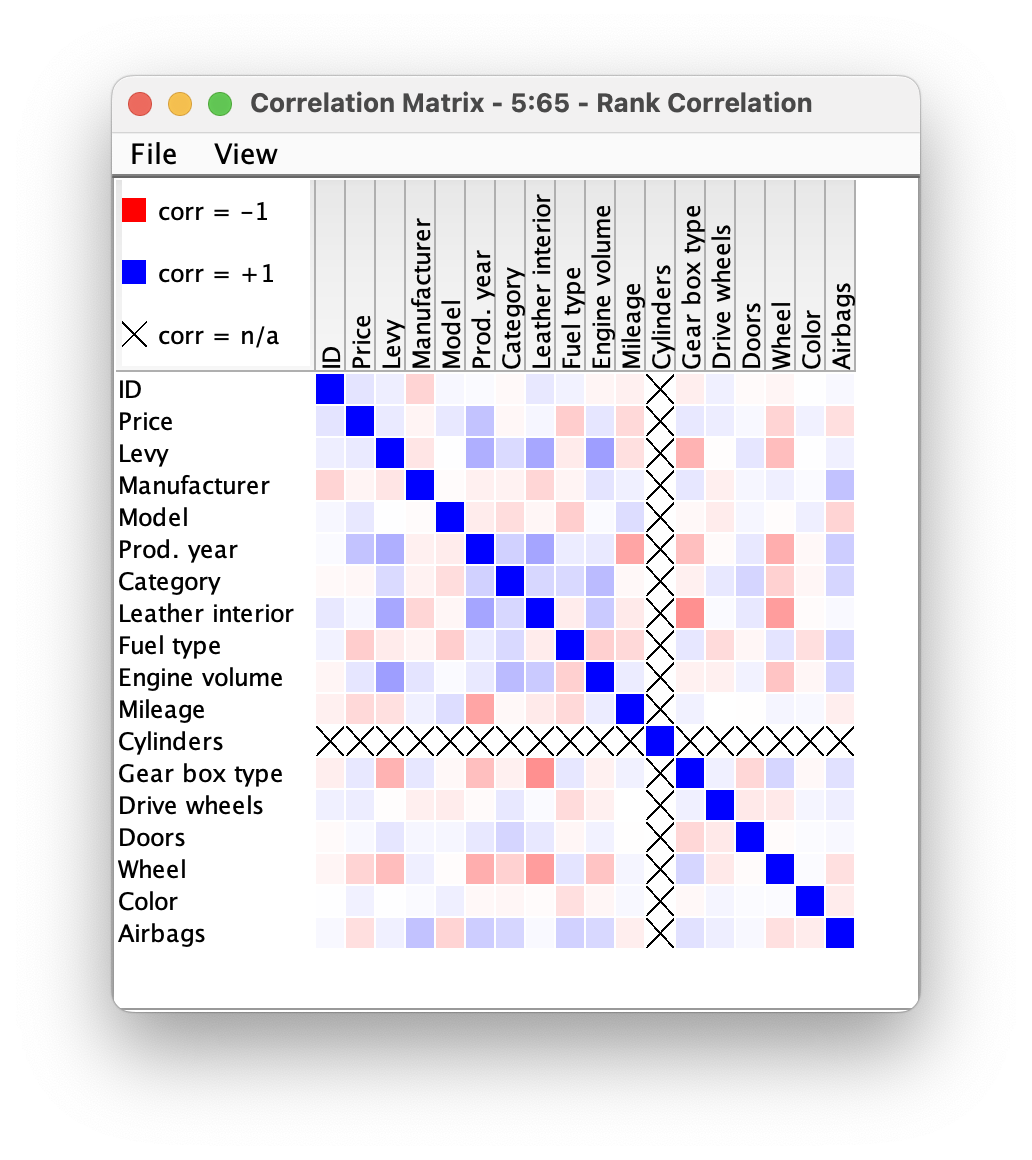 Correlation Matrix - 5:65 - Rank Correlation
File View
corr = -1
corr = +1
corr = n/a
ID
Price
Levy
Manufacturer
Model
Prod. year
Category
Leather interior
Fuel type
Engine volume
Mileage
Cylinders
Gear box type
Drive wheels
Doors
Wheel
Color
Airbags
ID
Price
Levy
Manufacturer
Model
Prod. year
Category
Leather interior
Fuel type
Engine volume
Mileage
Cylinders
Gear box type
Drive wheels
Doors
Wheel
Color
Airbags